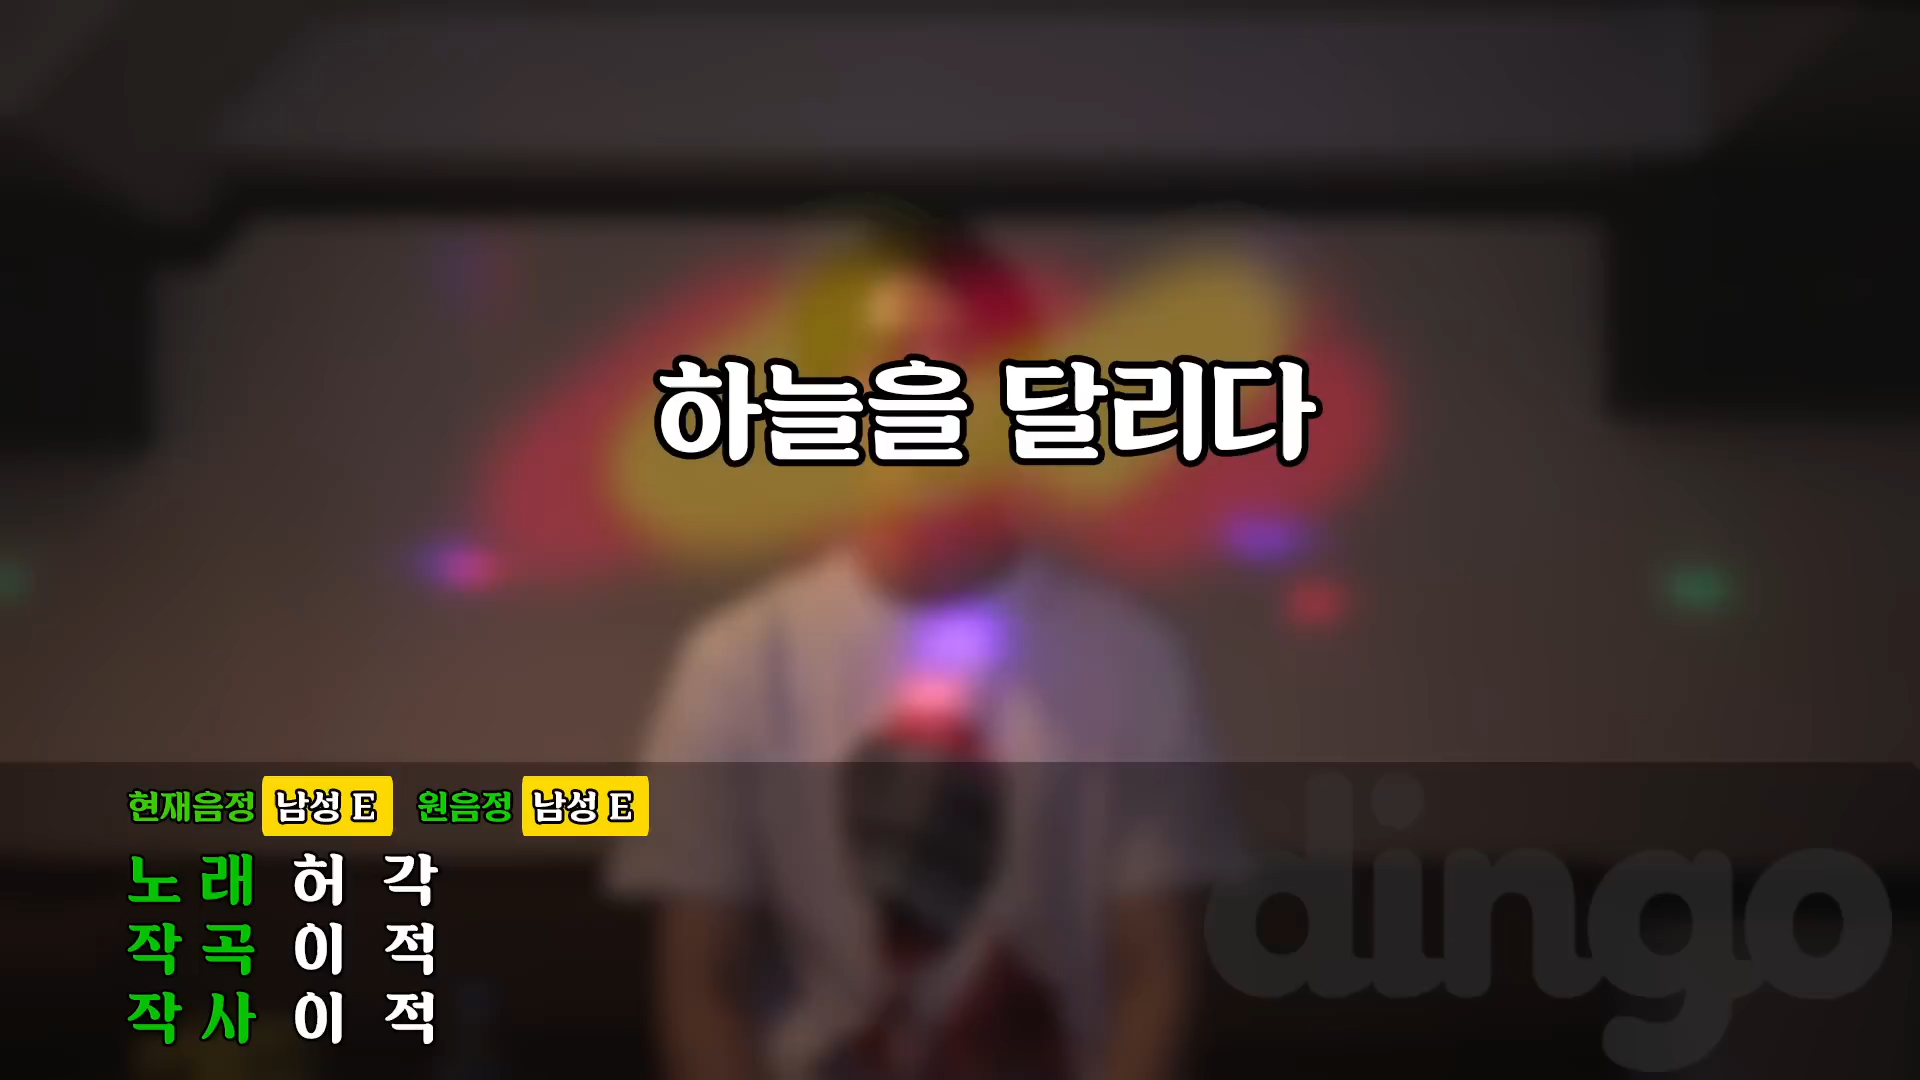 하늘을 달리다
현재음정 남성 E 원음정 남성 E
노래 허각
작곡 이적
작사 이적
dingo